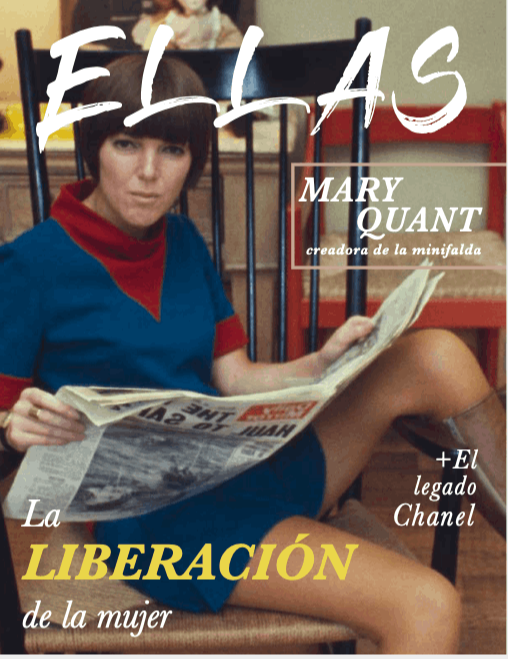 ELLAS
MARY
QUANT
creadora de la minifalda
+El
legado
Chanel
La
LIBERACIÓN
de la mujer